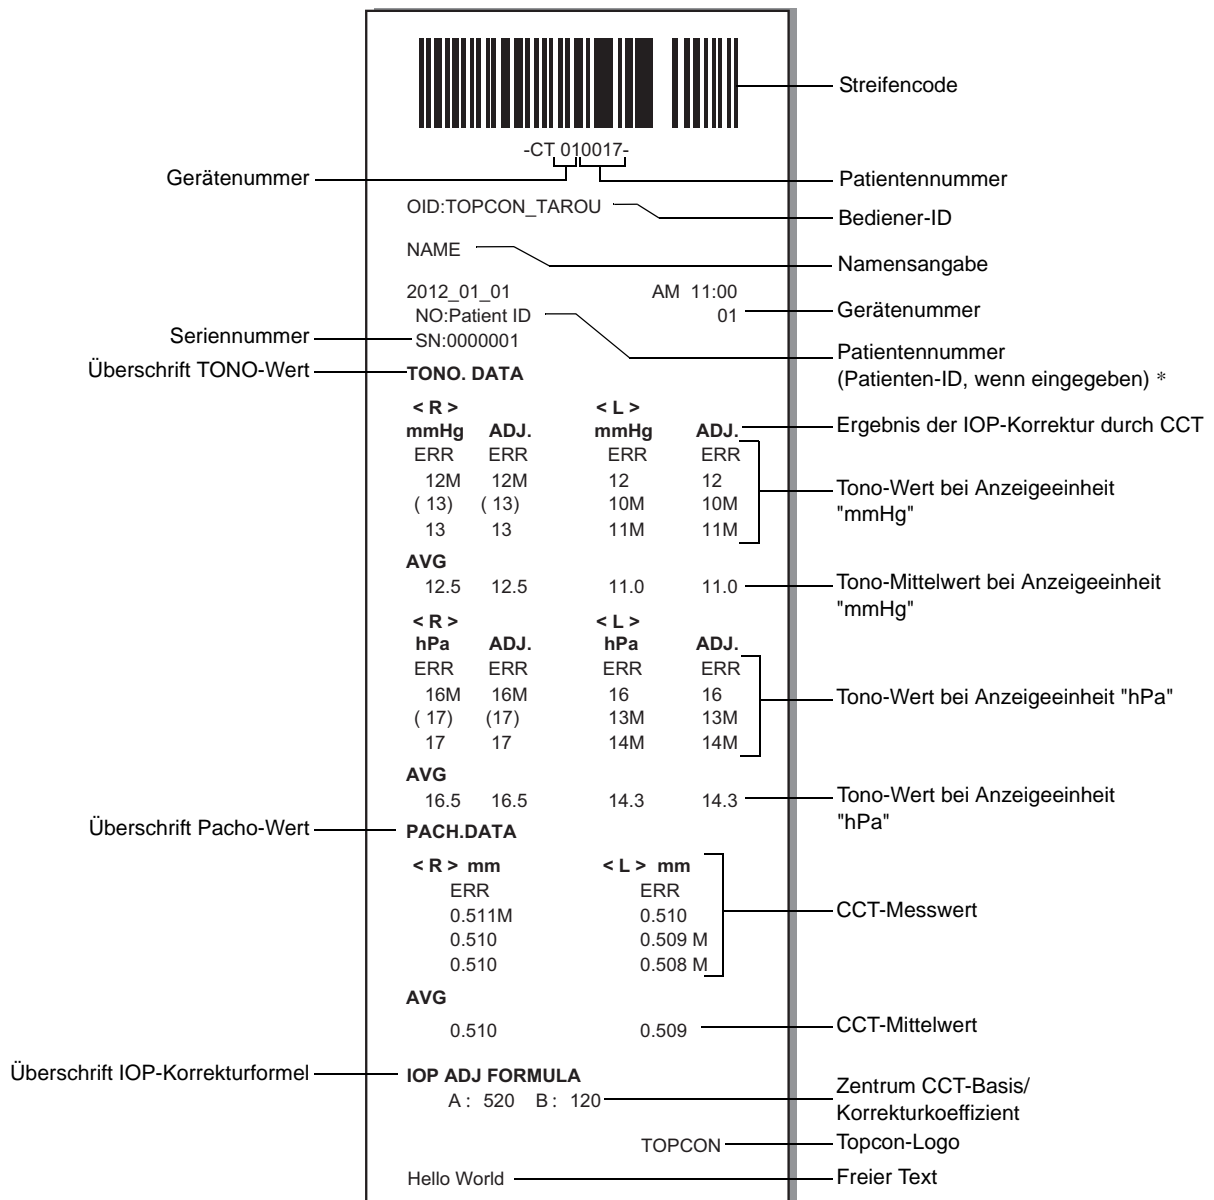 Streifencode
-CT 010017-
Gerätenummer
Patientennummer
OID:TOPCON_TAROU
Bediener-ID
NAME
Namensangabe
2012_01_01 AM 11:00
NO:Patient ID 01
Gerätenummer
Seriennummer
SN:0000001
Patientennummer
(Patienten-ID, wenn eingegeben) *
Überschrift TONO-Wert
TONO. DATA
< R > < L >
mmHg ADJ. mmHg ADJ.
Ergebnis der IOP-Korrektur durch CCT
ERR ERR ERR ERR
12M 12M 12 12
( 13) ( 13) 10M 10M
13 13 11M 11M
Tono-Wert bei Anzeigeeinheit
"mmHg"
AVG
12.5 12.5 11.0 11.0
Tono-Mittelwert bei Anzeigeeinheit
"mmHg"
< R > < L >
hPa ADJ. hPa ADJ.
ERR ERR ERR ERR
16M 16M 16 16
( 17) (17) 13M 13M
17 17 14M 14M
Tono-Wert bei Anzeigeeinheit "hPa"
AVG
16.5 16.5 14.3 14.3
Tono-Wert bei Anzeigeeinheit
"hPa"
Überschrift Pacho-Wert
PACH.DATA
< R > mm < L > mm
ERR ERR
0.511M 0.510
0.510 0.509 M
0.510 0.508 M
CCT-Messwert
AVG
0.510 0.509
CCT-Mittelwert
Überschrift IOP-Korrekturformel
IOP ADJ FORMULA
A : 520 B : 120
Zentrum CCT-Basis/
Korrekturkoeffizient
TOPCON
Topcon-Logo
Hello World
Freier Text